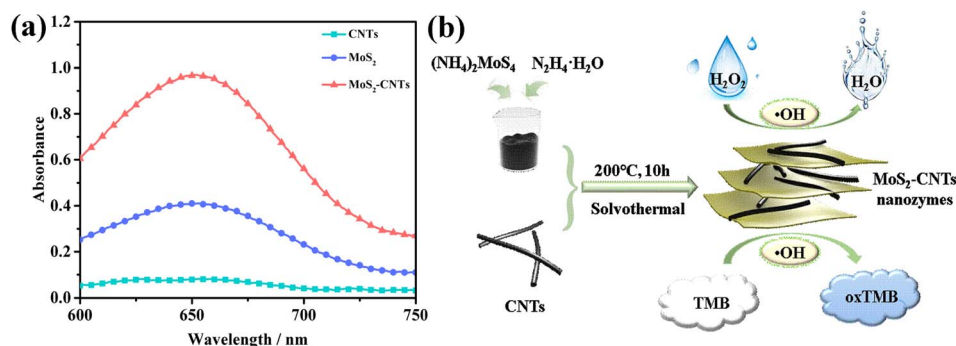 (a)
1.2
1.0
0.8
0.6
0.4
0.2
0.0
Absorbance
CNTs
MoS₂
MoS₂-CNTs
600
650
700
750
Wavelength / nm
(b)
(NH₄)₂MoS₄
N₂H₄·H₂O
CNTs
200℃, 10h
Solvothermal
H₂O₂
H₂O
•OH
MoS₂-CNTs
nanozymes
•OH
TMB
oxTMB